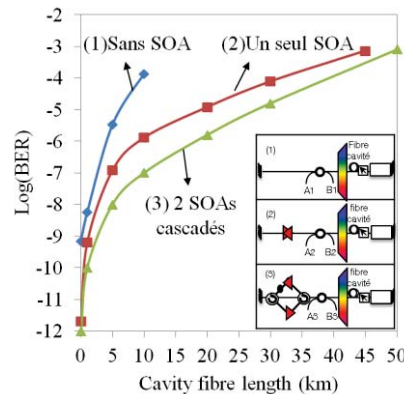 -2
-3
-4
-5
-6
-7
-8
-9
-10
-11
-12
Log(BER)
(1)Sans SOA
(2)Un seul SOA
(3) 2 SOAs
cascadés
(1)
Fibre
cavité
A1 B1
(2)
fibre
cavité
A2 B2
(3)
fibre
cavité
A3 B3
0 5 10 15 20 25 30 35 40 45 50
Cavity fibre length (km)